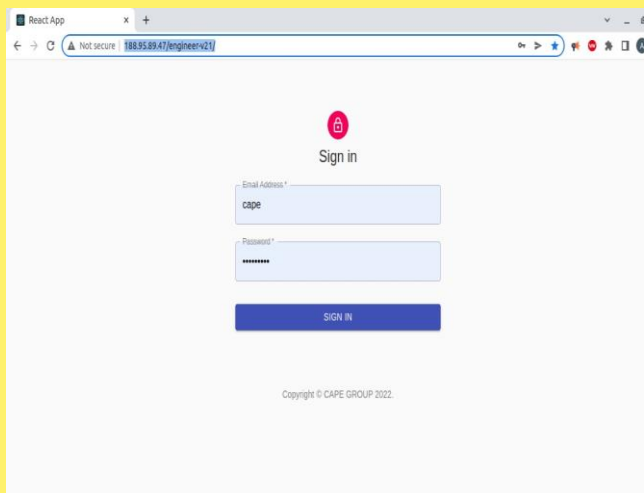 React App
Not secure 188.95.89.47/engineer-v21/
Sign in
Email Address *
cape
Password *
•••••••••
SIGN IN
Copyright © CAPE GROUP 2022.